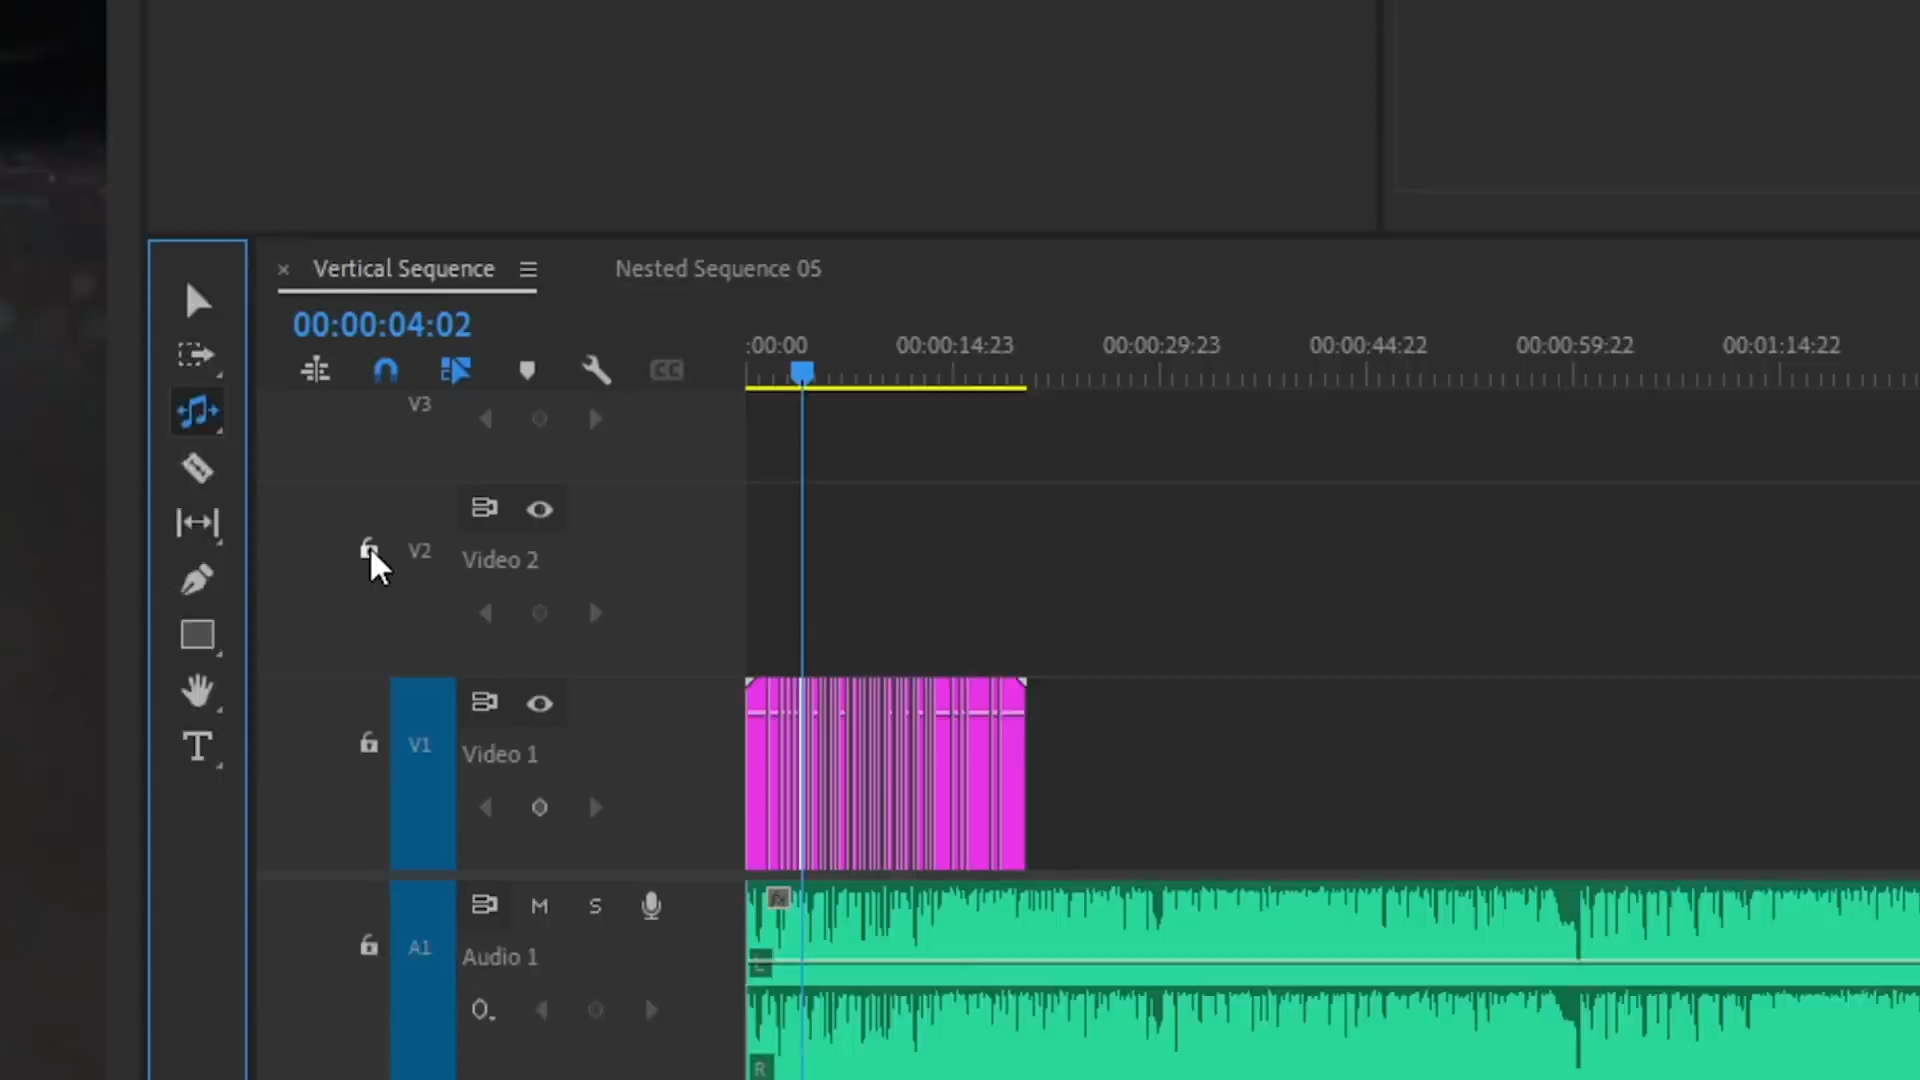 Vertical Sequence
Nested Sequence 05
00:00:04:02
:00:00
00:00:14:23
00:00:29:23
00:00:44:22
00:00:59:22
00:01:14:22
CC
V3
V2
Video 2
V1
Video 1
T
M S
fx
A1
Audio 1
L
R